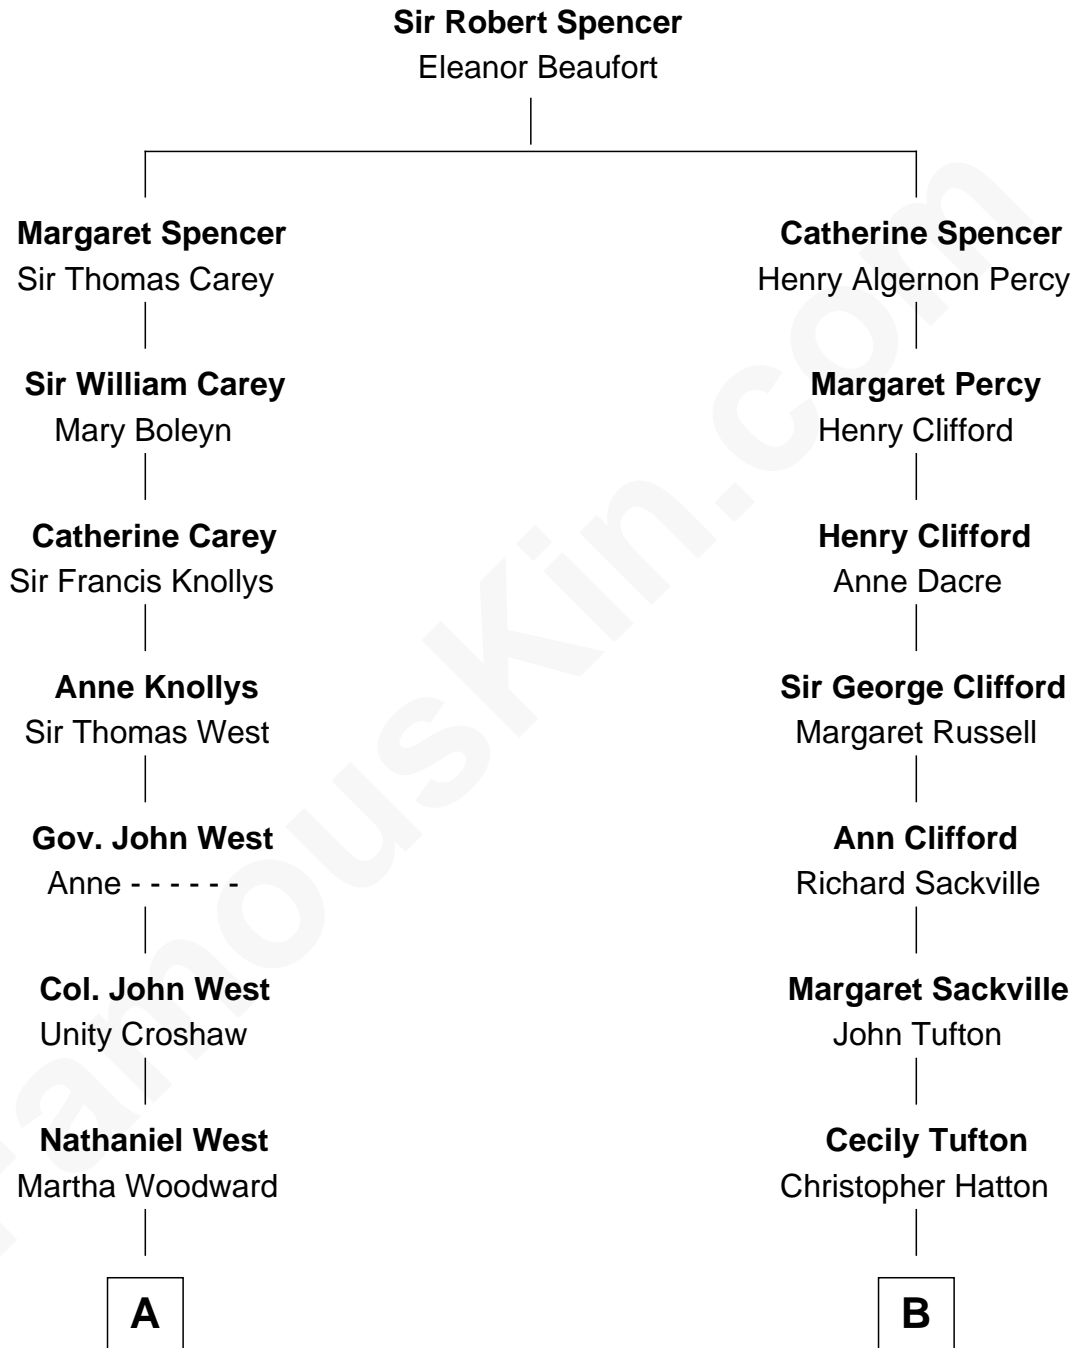 Sir Robert Spencer
Eleanor Beaufort
Margaret Spencer
Sir Thomas Carey
Catherine Spencer
Henry Algernon Percy
Sir William Carey
Mary Boleyn
Margaret Percy
Henry Clifford
Catherine Carey
Sir Francis Knollys
Henry Clifford
Anne Dacre
Anne Knollys
Sir Thomas West
Sir George Clifford
Margaret Russell
Gov. John West
Anne - - - - - -
Ann Clifford
Richard Sackville
Col. John West
Unity Croshaw
Margaret Sackville
John Tufton
Nathaniel West
Martha Woodward
Cecily Tufton
Christopher Hatton
A
B
FamousKin.com